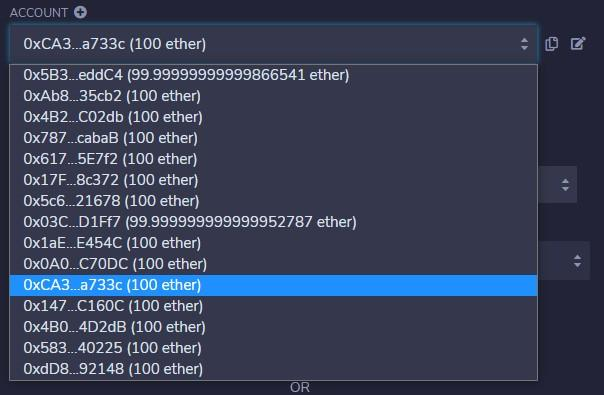 ACCOUNT
0xCA3...a733c (100 ether)
0x5B3...eddC4 (99.99999999999866541 ether)
0xAb8...35cb2 (100 ether)
0x4B2...C02db (100 ether)
0x787...cabaB (100 ether)
0x617...5E7f2 (100 ether)
0x17F...8c372 (100 ether)
0x5c6...21678 (100 ether)
0x03C...D1Ff7 (99.999999999999952787 ether)
0x1aE...E454C (100 ether)
0x0A0...C70DC (100 ether)
0xCA3...a733c (100 ether)
0x147...C160C (100 ether)
0x4B0...4D2dB (100 ether)
0x583...40225 (100 ether)
0xdD8...92148 (100 ether)
OR